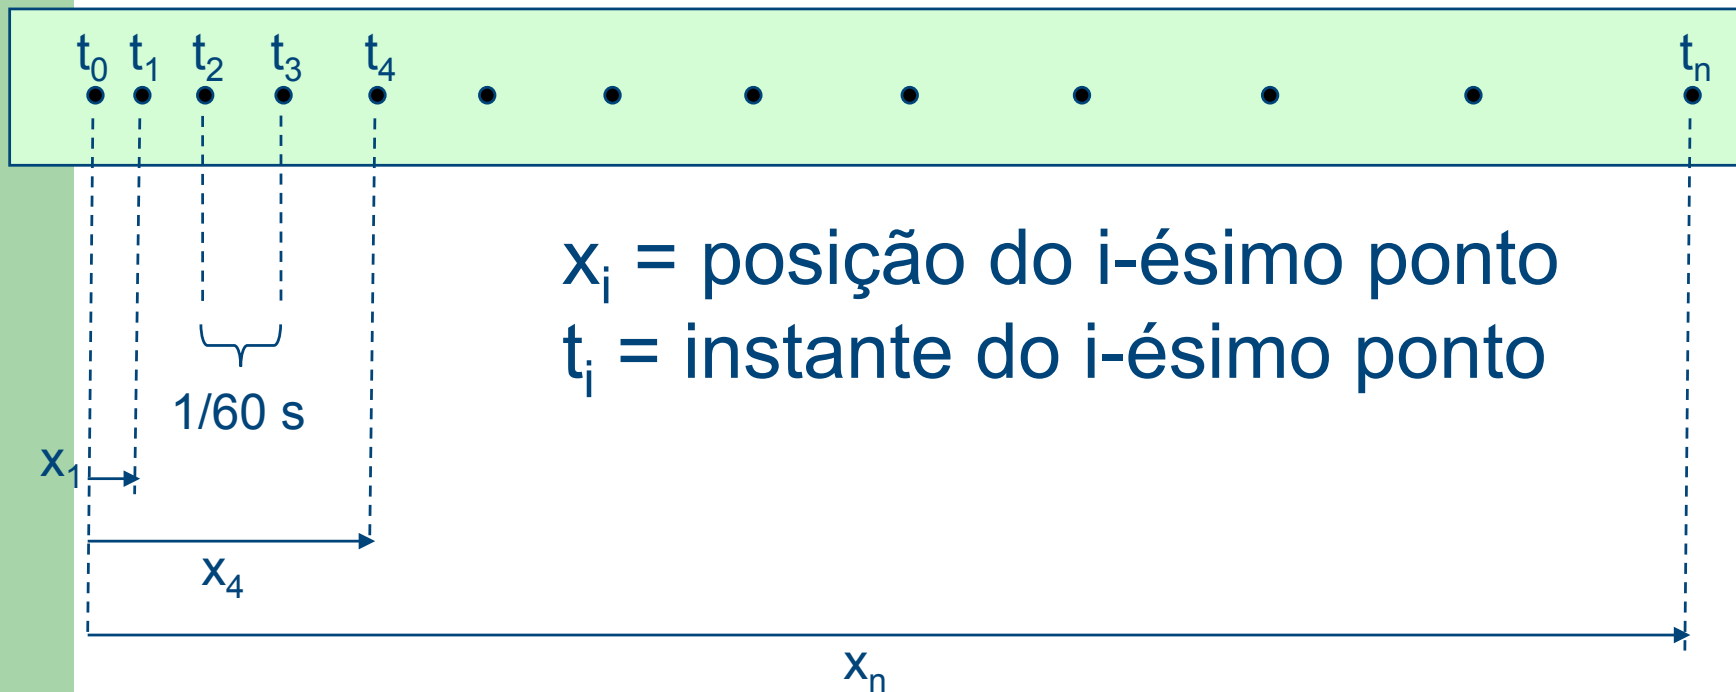 t₀ t₁ t₂ t₃ t₄ tₙ
xᵢ = posição do i-ésimo ponto
tᵢ = instante do i-ésimo ponto
1/60 s
x₁
x₄
xₙ